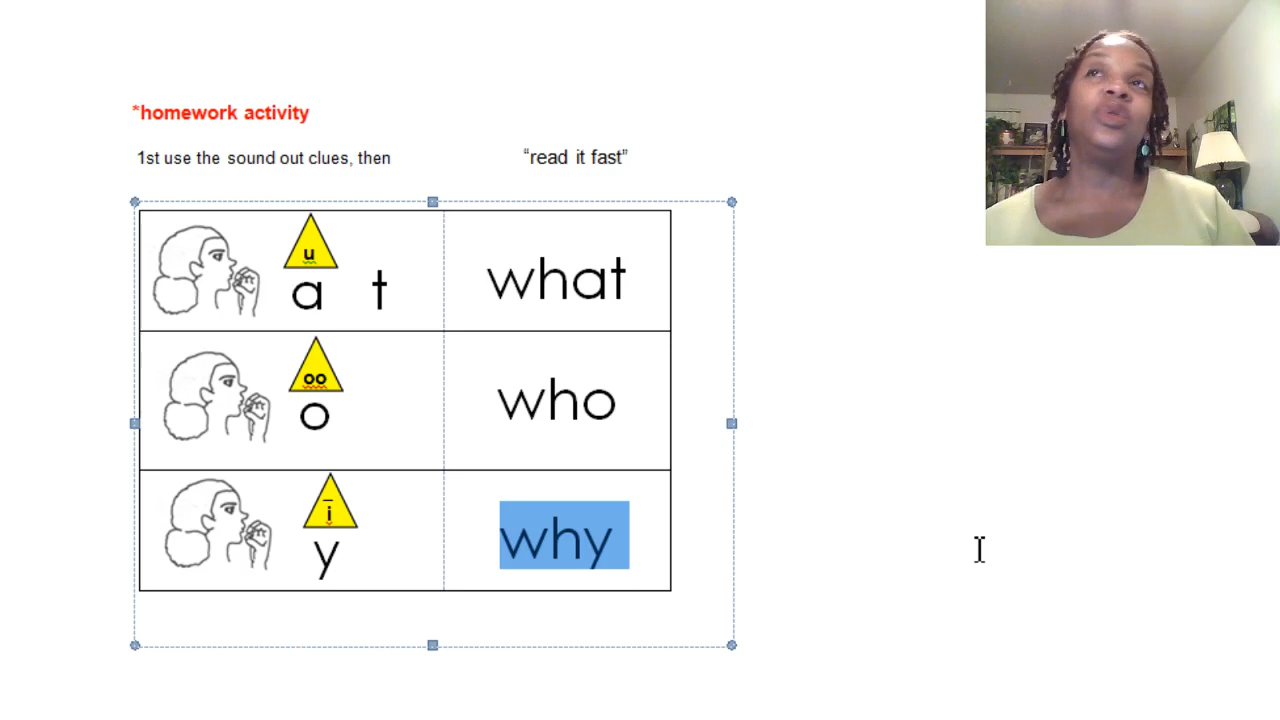 *homework activity
1st use the sound out clues, then “read it fast”
u
a t what
oo
o who
ī
y why